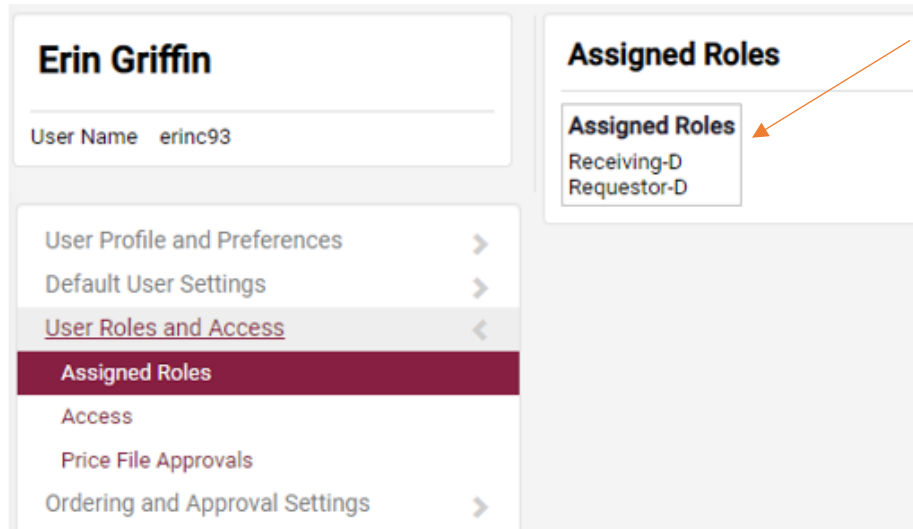 Erin Griffin
User Name erinc93
User Profile and Preferences
Default User Settings
User Roles and Access
Assigned Roles
Access
Price File Approvals
Ordering and Approval Settings
Assigned Roles
Assigned Roles
Receiving-D
Requestor-D